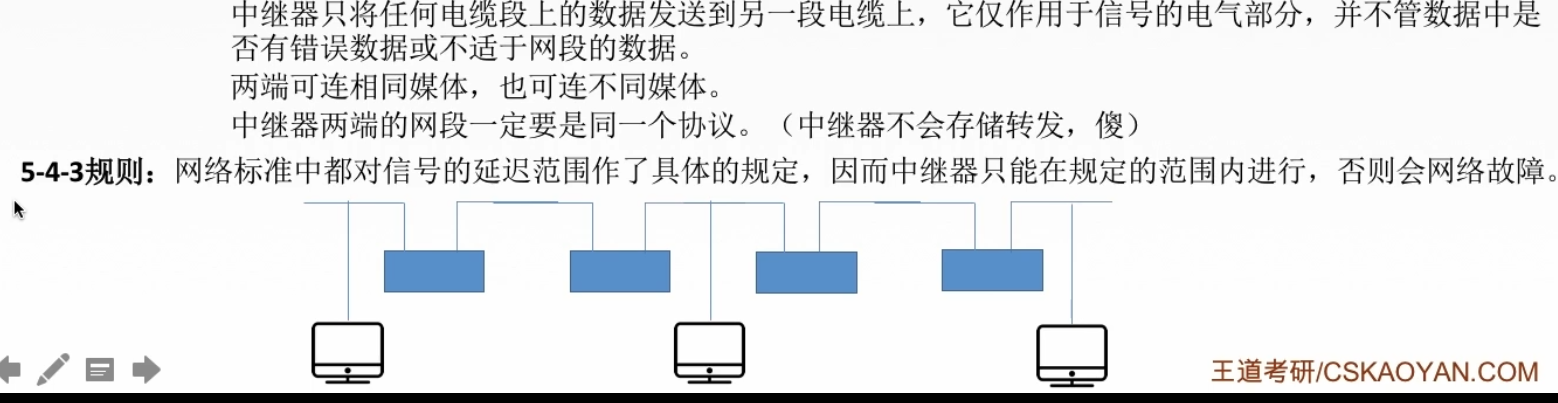 中继器只将任何电缆段上的数据发送到另一段电缆上，它仅作用于信号的电气部分，并不管数据中是
否有错误数据或不适于网段的数据。
两端可连相同媒体，也可连不同媒体。
中继器两端的网段一定要是同一个协议。（中继器不会存储转发，傻）
5-4-3规则：网络标准中都对信号的延迟范围作了具体的规定，因而中继器只能在规定的范围内进行，否则会网络故障。
王道考研/CSKAOYAN.COM